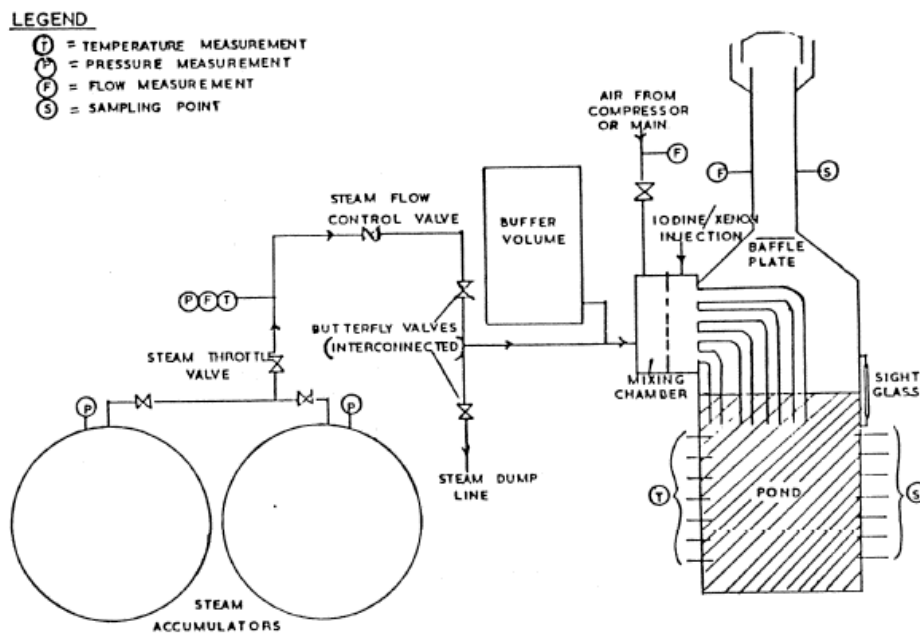 LEGEND
T = TEMPERATURE MEASUREMENT
P = PRESSURE MEASUREMENT
F = FLOW MEASUREMENT
S = SAMPLING POINT
AIR FROM
COMPRESSOR
OR MAIN
F
F
S
STEAM FLOW
CONTROL VALVE
BUFFER
VOLUME
IODINE/XENON
INJECTION
BAFFLE
PLATE
P F T
BUTTERFLY VALVES
(INTERCONNECTED)
STEAM THROTTLE
VALVE
MIXING
CHAMBER
SIGHT
GLASS
P
P
STEAM DUMP
LINE
T
POND
S
STEAM
ACCUMULATORS